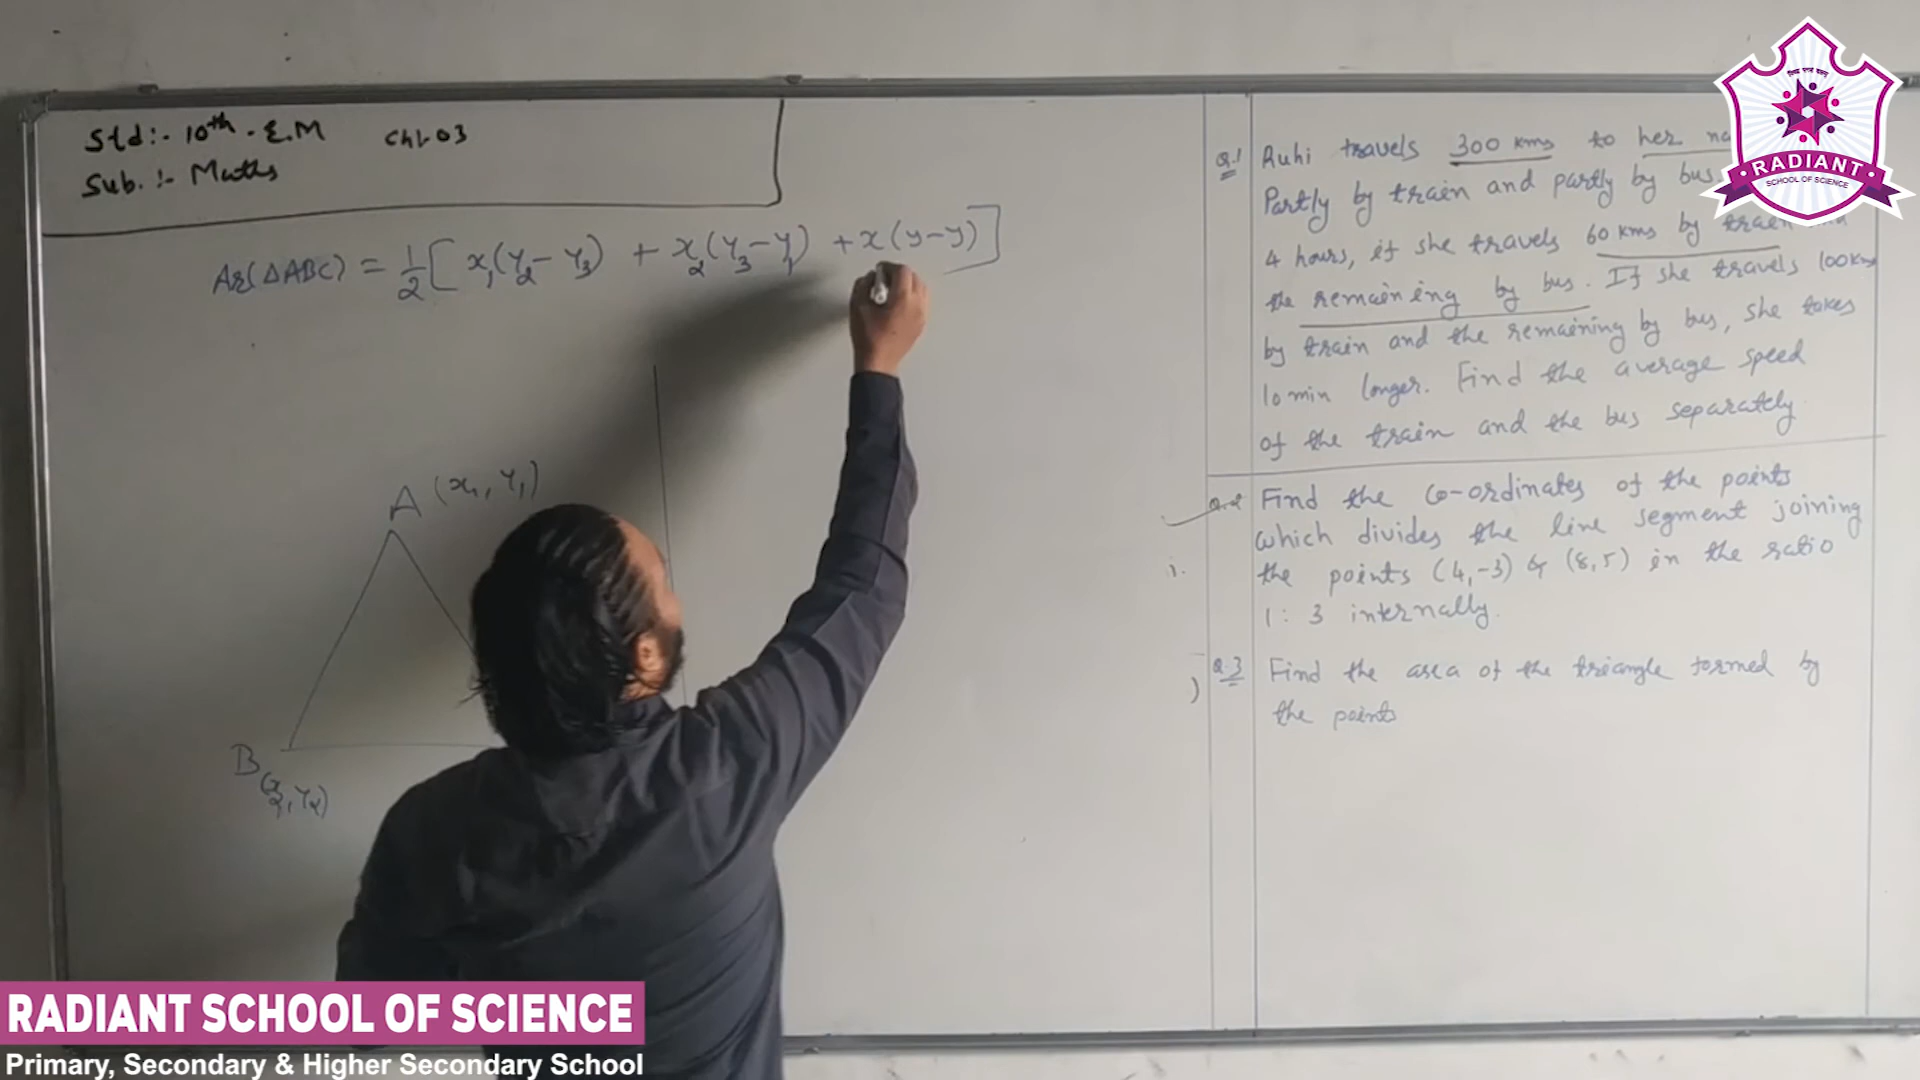 Std:- 10th - E.M Ch:-03
Sub. :- Maths
Ar(△ABC) = 1/2 [ x₁(y₂ - y₃) + x₂(y₃ - y₁) + x(y-y) ]
A (x₁, y₁)
B
(x₂, y₂)
Q.1 Ruhi travels 300 kms to her
Partly by train and partly by bus.
4 hours, if she travels 60 kms by train
the remaining by bus. If she travels 100km
by train and the remaining by bus, she takes
10 min longer. Find the average speed
of the train and the bus separately.
Q.2 Find the co-ordinates of the points
which divides the line segment joining
the points (4,-3) & (8,5) in the ratio
1 : 3 internally.
Q.3 Find the area of the triangle formed by
the points
RADIANT
SCHOOL OF SCIENCE
RADIANT SCHOOL OF SCIENCE
Primary, Secondary & Higher Secondary School